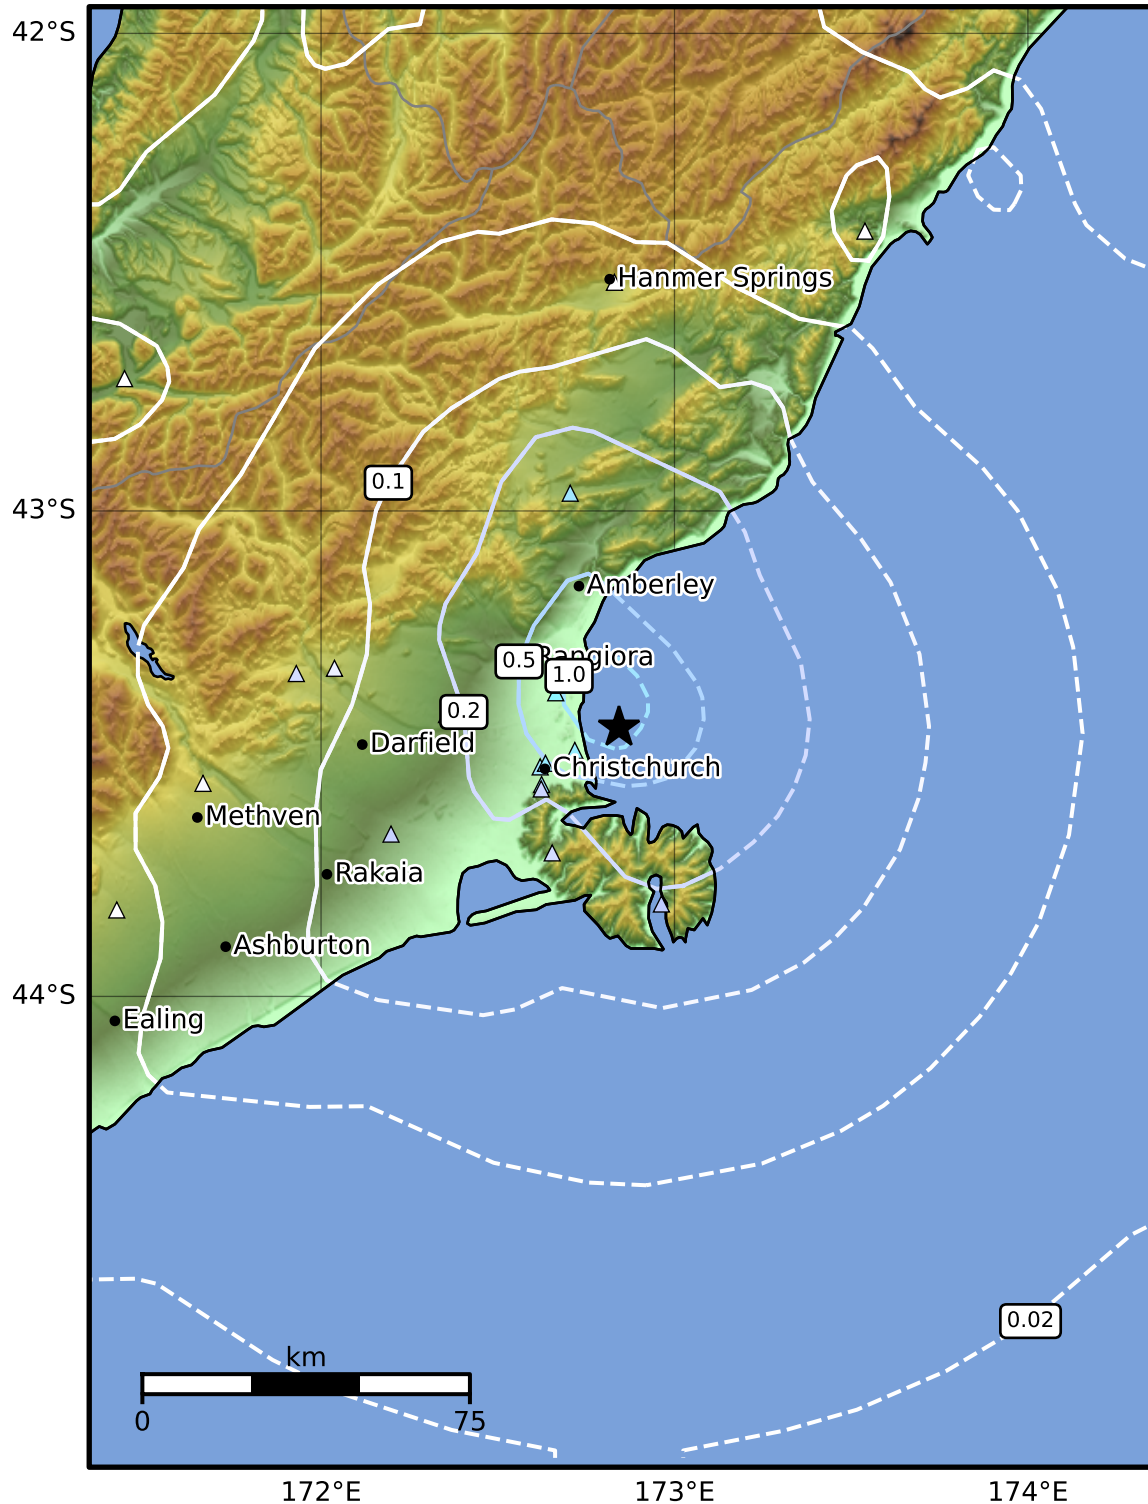 42°S
Hanmer Springs
0.1
43°S
Amberley
Rangiora
0.5
1.0
0.2
Darfield
Christchurch
Methven
Rakaia
Ashburton
44°S
Ealing
0.02
km
0 75
172°E 173°E 174°E